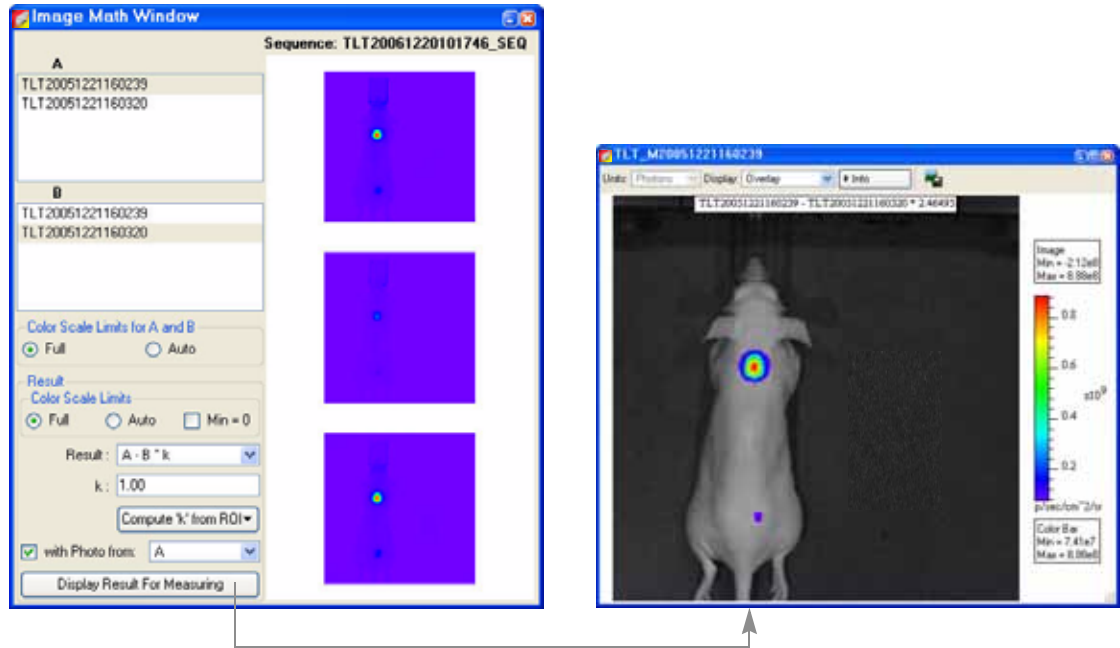 Image Math Window
Sequence: TLT20061220101746_SEQ
A
TLT20051221160239
TLT20051221160320
B
TLT20051221160239
TLT20051221160320
Color Scale Limits for A and B
Full
Auto
Result
Color Scale Limits
Full
Auto
Min = 0
Result :
A - B * k
k :
1.00
Compute 'k' from ROI
with Photo from:
A
Display Result For Measuring
TLT_M20051221160239
Units: Photons
Display: Overlay
Info
TLT20051221160239 - TLT20051221160320 * 2.46493
Image
Min = -2.12e8
Max = 8.88e8
0.8
0.6
x10^9
0.4
0.2
p/sec/cm^2/sr
Color Bar
Min = 7.41e7
Max = 8.88e8